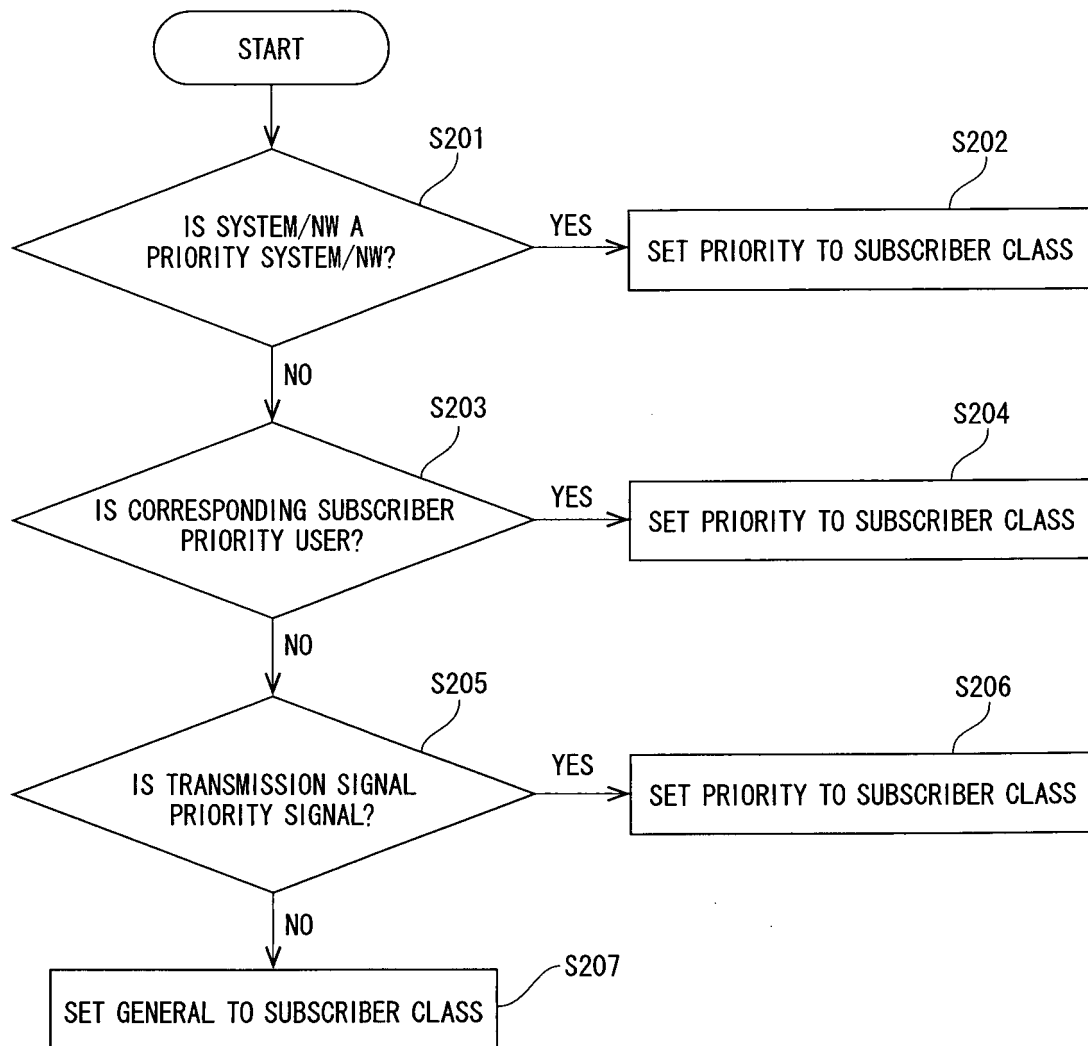 START
S201
S202
IS SYSTEM/NW A
PRIORITY SYSTEM/NW?
YES
SET PRIORITY TO SUBSCRIBER CLASS
NO
S203
S204
IS CORRESPONDING SUBSCRIBER
PRIORITY USER?
YES
SET PRIORITY TO SUBSCRIBER CLASS
NO
S205
S206
IS TRANSMISSION SIGNAL
PRIORITY SIGNAL?
YES
SET PRIORITY TO SUBSCRIBER CLASS
NO
S207
SET GENERAL TO SUBSCRIBER CLASS